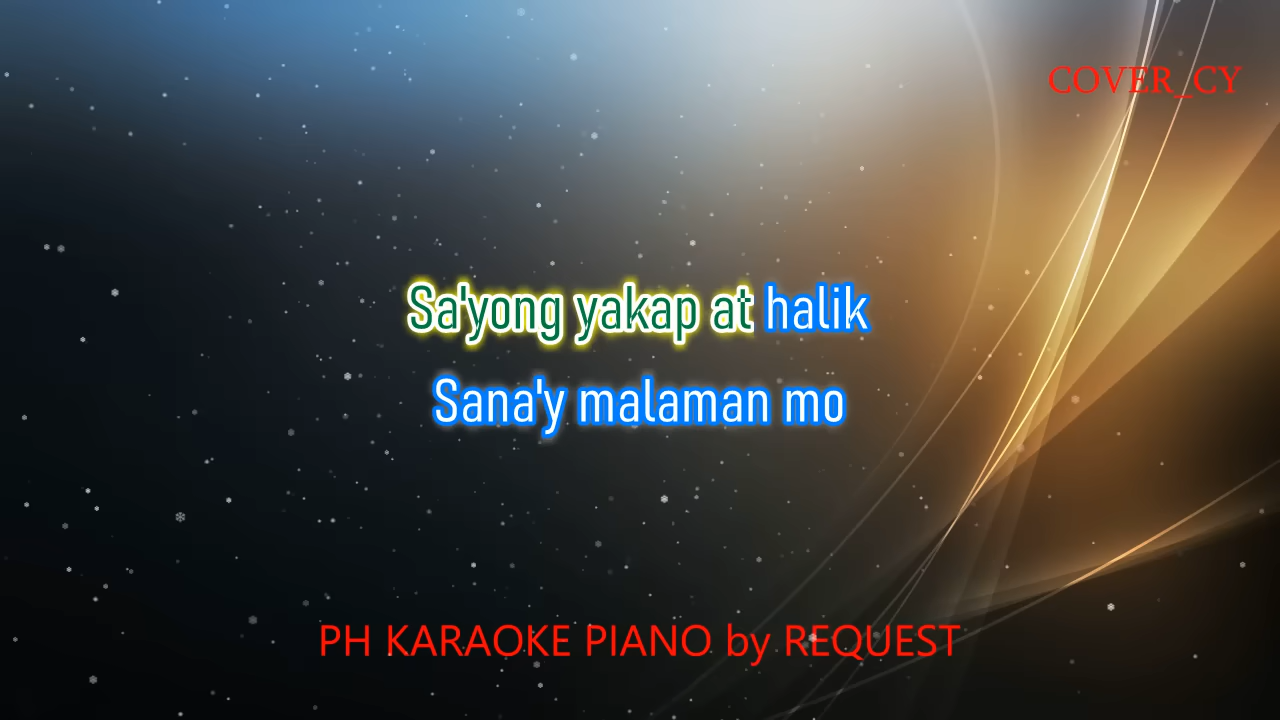 COVER_CY
Sa'yong yakap at halik
Sana'y malaman mo
PH KARAOKE PIANO by REQUEST